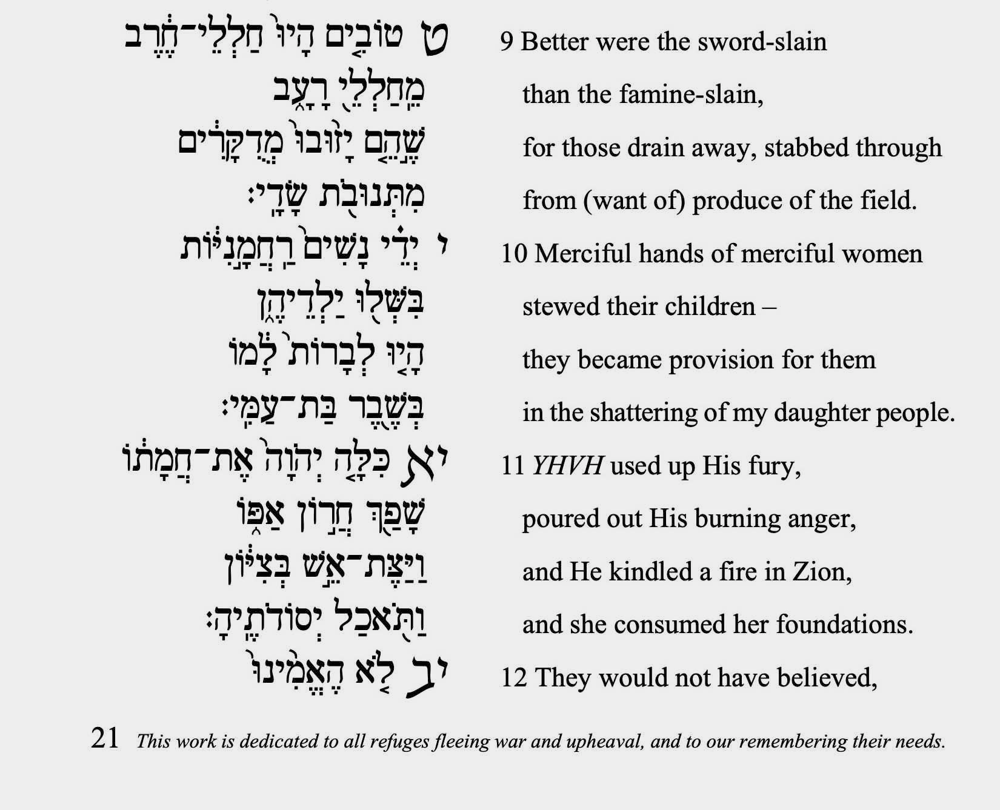 ט טוֹבִ֤ים הָיוּ֙ חַלְלֵי־חֶ֔רֶב
9 Better were the sword-slain
מֵֽחַלְלֵ֖י רָעָ֑ב
than the famine-slain,
שֶׁ֣הֵ֤ם יָז֙וּבוּ֙ מְדֻקָּרִ֔ים
for those drain away, stabbed through
מִתְּנוּבֹ֖ת שָׂדָֽי׃
from (want of) produce of the field.
י יְדֵ֗י נָשִׁים֙ רַֽחֲמָ֣נִיּ֔וֹת
10 Merciful hands of merciful women
בִּשְּׁל֖וּ יַלְדֵיהֶ֑ן
stewed their children –
הָי֤וּ לְבָרוֹת֙ לָ֔מוֹ
they became provision for them
בְּשֶׁ֖בֶר בַּת־עַמִּֽי׃
in the shattering of my daughter people.
יא כִּלָּ֤ה יְהֹוָה֙ אֶת־חֲמָת֔וֹ
11 YHVH used up His fury,
שָׁפַ֖ךְ חֲר֣וֹן אַפּ֑וֹ
poured out His burning anger,
וַיַּצֶּת־אֵ֣שׁ בְּצִיּ֔וֹן
and He kindled a fire in Zion,
וַתֹּ֖אכַל יְסוֹדֹתֶֽיהָ׃
and she consumed her foundations.
יב לֹ֤א הֶאֱמִ֙ינוּ֙
12 They would not have believed,
21 This work is dedicated to all refuges fleeing war and upheaval, and to our remembering their needs.